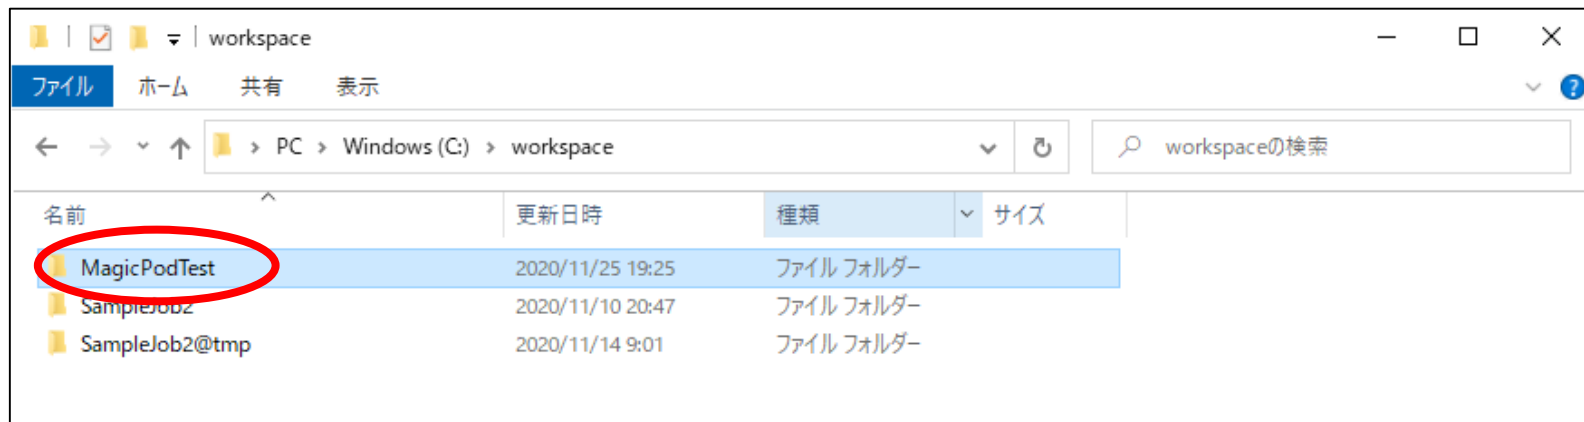 workspace
ファイル ホーム 共有 表示
PC > Windows (C:) > workspace workspaceの検索
名前 更新日時 種類 サイズ
MagicPodTest 2020/11/25 19:25 ファイル フォルダー
SampleJob2 2020/11/10 20:47 ファイル フォルダー
SampleJob2@tmp 2020/11/14 9:01 ファイル フォルダー